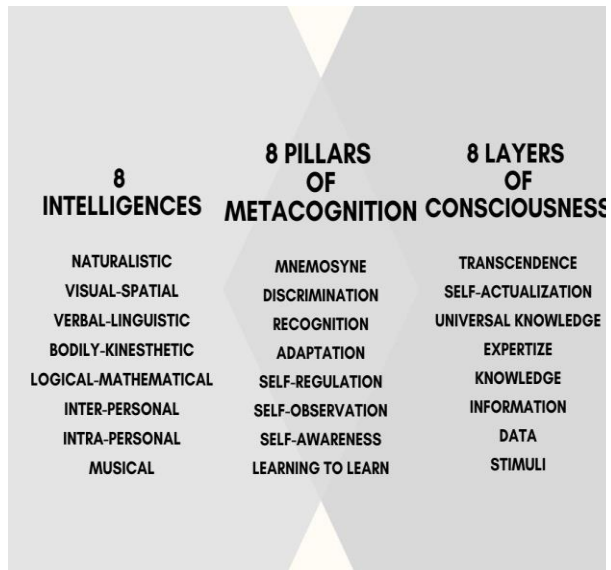 8
INTELLIGENCES
NATURALISTIC
VISUAL-SPATIAL
VERBAL-LINGUISTIC
BODILY-KINESTHETIC
LOGICAL-MATHEMATICAL
INTER-PERSONAL
INTRA-PERSONAL
MUSICAL
8 PILLARS
OF
METACOGNITION
MNEMOSYNE
DISCRIMINATION
RECOGNITION
ADAPTATION
SELF-REGULATION
SELF-OBSERVATION
SELF-AWARENESS
LEARNING TO LEARN
8 LAYERS
OF
CONSCIOUSNESS
TRANSCENDENCE
SELF-ACTUALIZATION
UNIVERSAL KNOWLEDGE
EXPERTIZE
KNOWLEDGE
INFORMATION
DATA
STIMULI